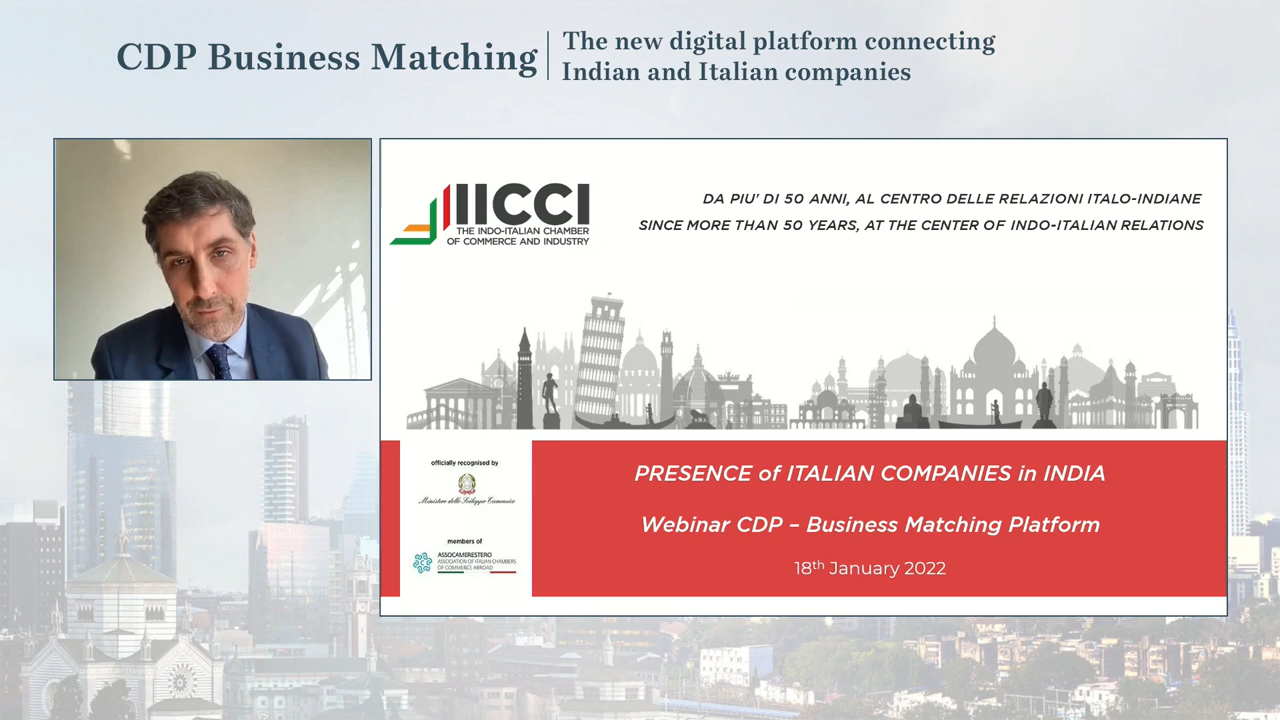 CDP Business Matching
The new digital platform connecting
Indian and Italian companies
IICCI
THE INDO-ITALIAN CHAMBER
OF COMMERCE AND INDUSTRY
DA PIU' DI 50 ANNI, AL CENTRO DELLE RELAZIONI ITALO-INDIANE
SINCE MORE THAN 50 YEARS, AT THE CENTER OF INDO-ITALIAN RELATIONS
officially recognised by
Ministero dello Sviluppo Economico
members of
ASSOCAMERESTERO
ASSOCIATION OF ITALIAN CHAMBERS
OF COMMERCE ABROAD
PRESENCE of ITALIAN COMPANIES in INDIA
Webinar CDP – Business Matching Platform
18th January 2022